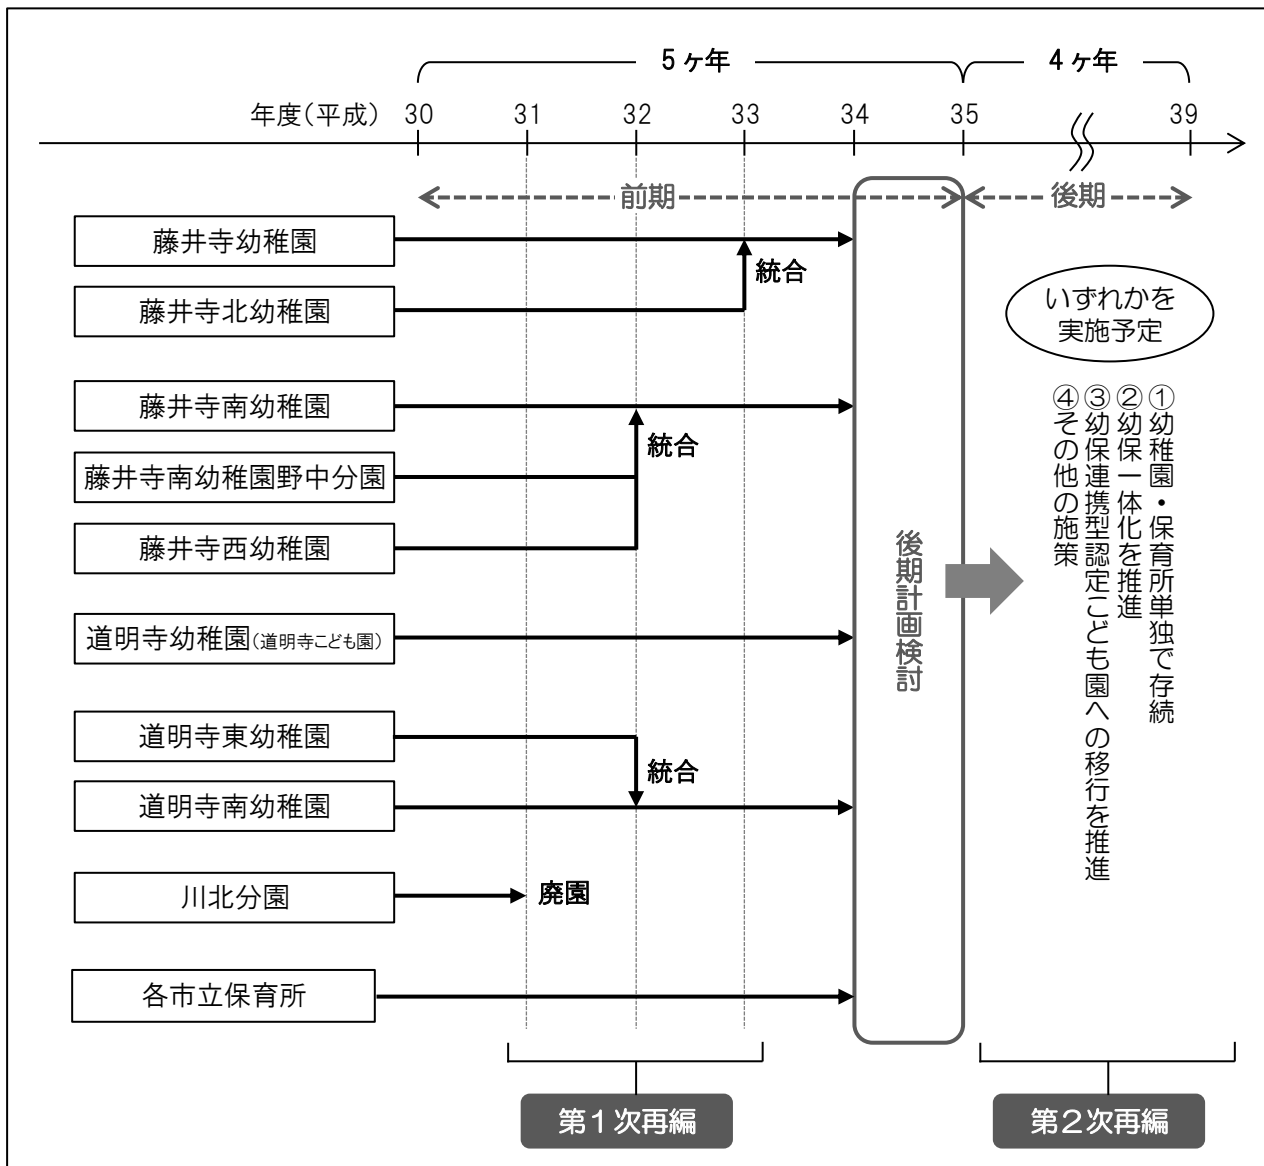 5ヶ年
4ヶ年
年度(平成) 30 31 32 33 34 35 39
前期
後期
藤井寺幼稚園
統合
藤井寺北幼稚園
いずれかを
実施予定
藤井寺南幼稚園
統合
藤井寺南幼稚園野中分園
藤井寺西幼稚園
①幼稚園・保育所単独で存続
②幼保一体化を推進
③幼保連携型認定こども園への移行を推進
④その他の施策
後期計画検討
道明寺幼稚園(道明寺こども園)
道明寺東幼稚園
統合
道明寺南幼稚園
川北分園
廃園
各市立保育所
第1次再編
第2次再編